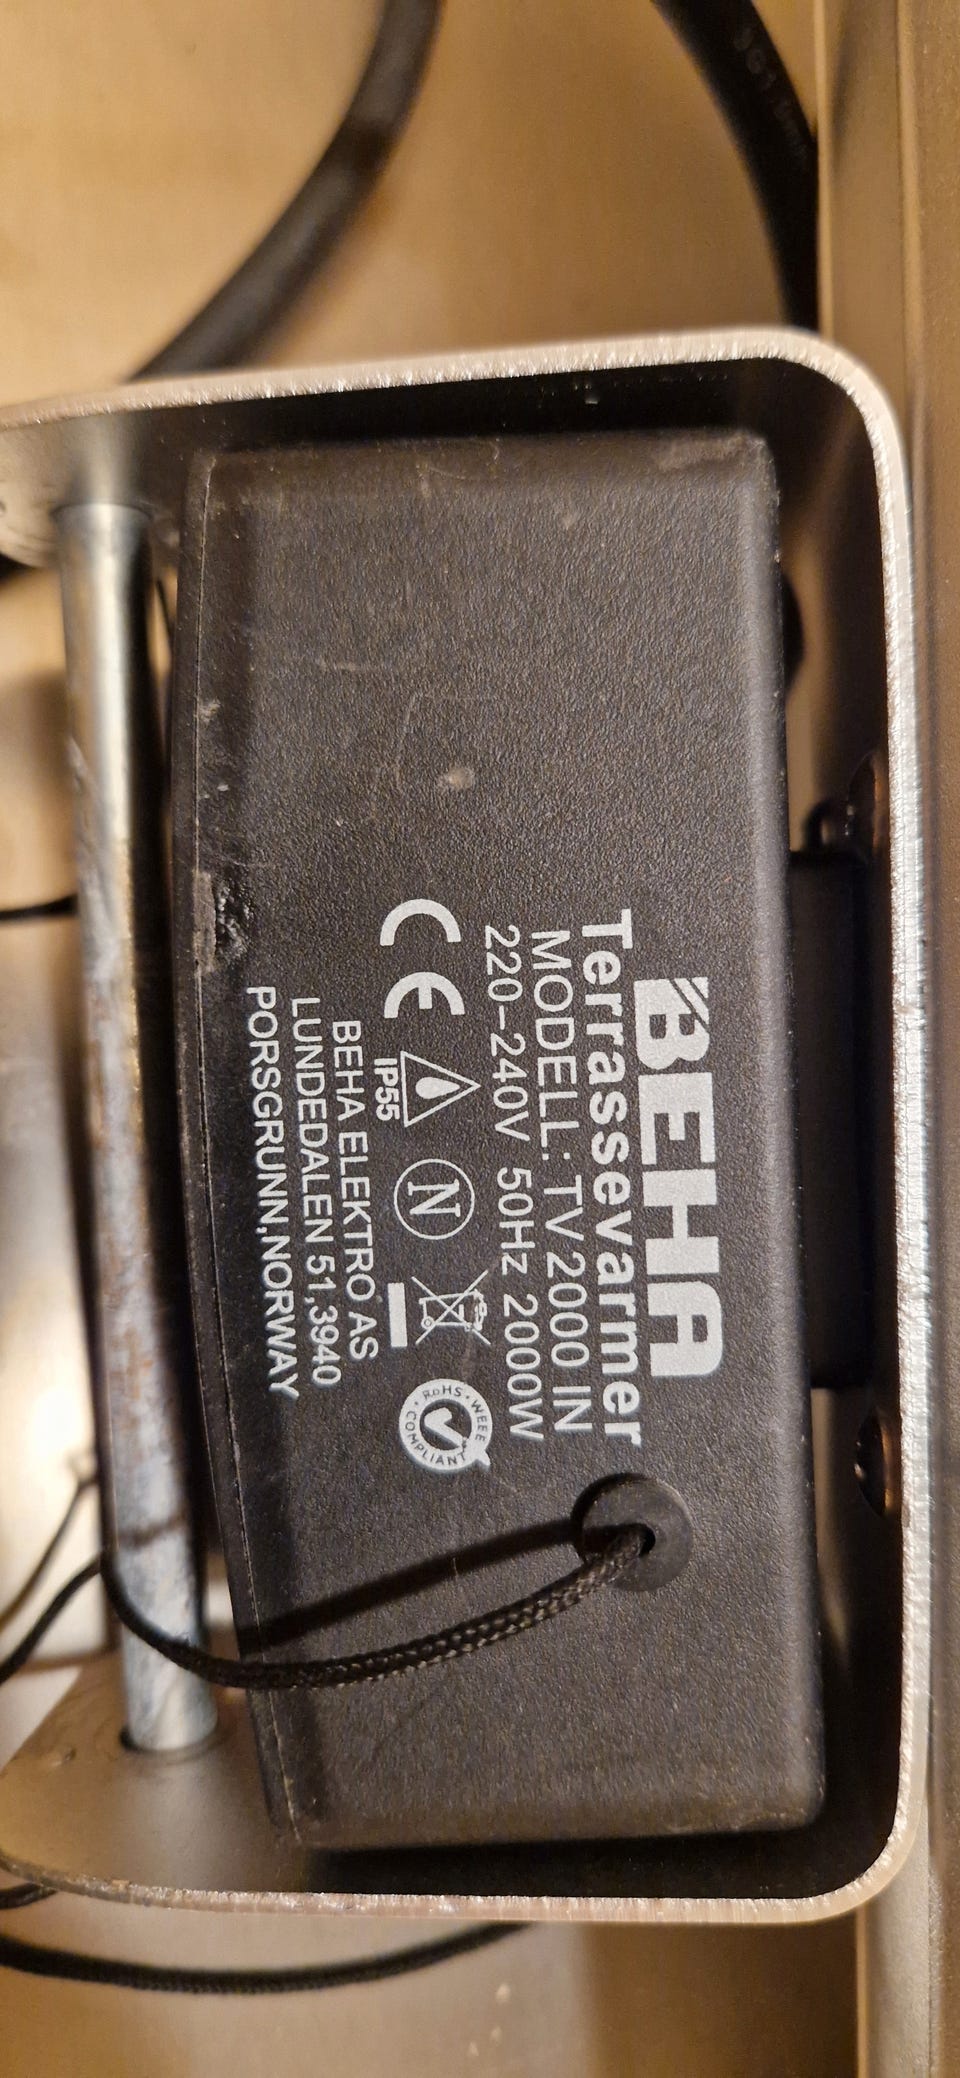 BEHA
Terrassevarmer
MODELL: TV2000 IN
220-240V 50Hz 2000W
CE
IP55
N
RoHS · WEEE · COMPLIANT
BEHA ELEKTRO AS
LUNDEDALEN 51,3940
PORSGRUNN,NORWAY